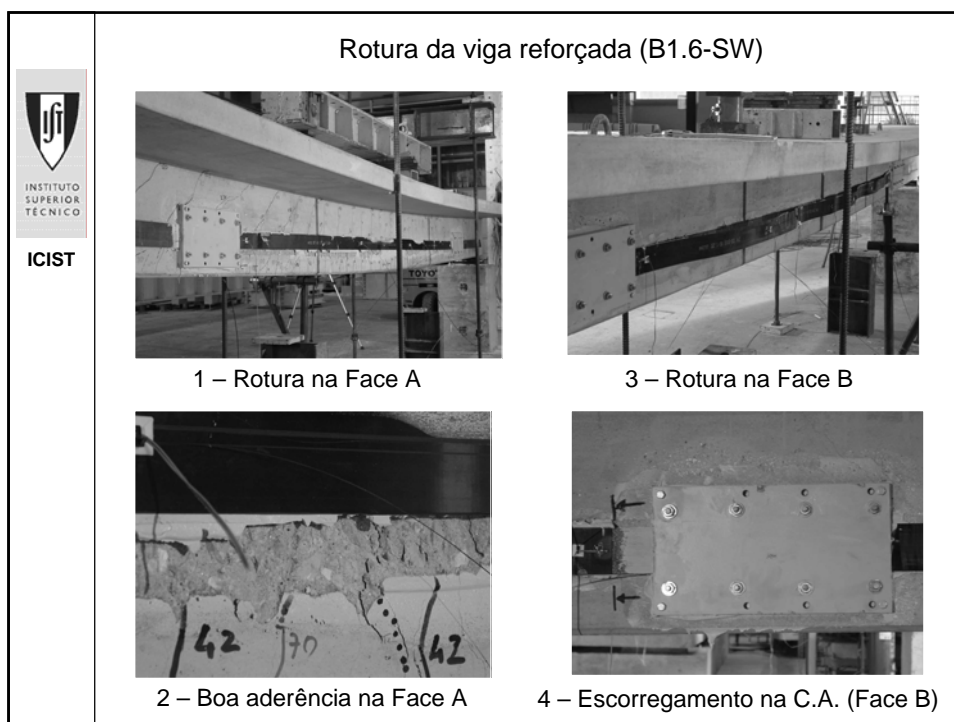 Rotura da viga reforçada (B1.6-SW)
INSTITUTO
SUPERIOR
TÉCNICO
ICIST
TOYO
1 – Rotura na Face A
3 – Rotura na Face B
42
70
42
2 – Boa aderência na Face A
4 – Escorregamento na C.A. (Face B)